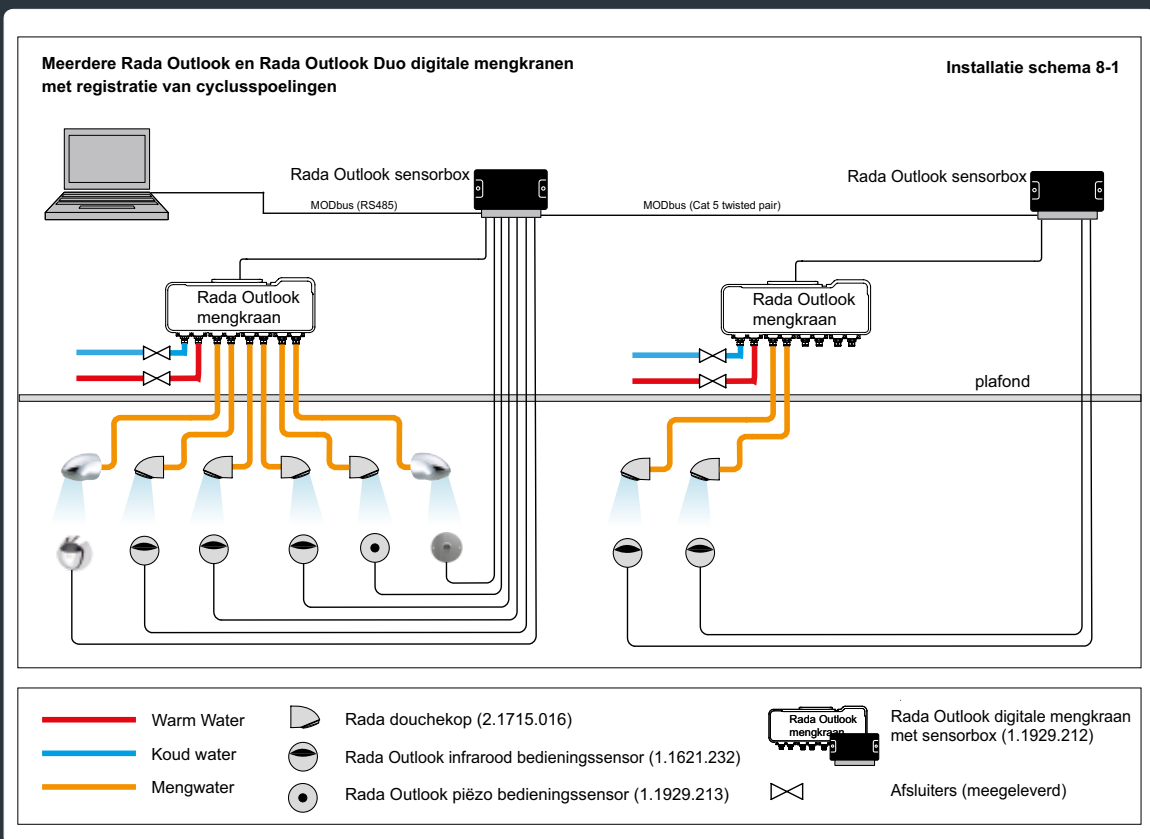 Meerdere Rada Outlook en Rada Outlook Duo digitale mengkranen
met registratie van cyclusspoelingen
Installatie schema 8-1
Rada Outlook sensorbox
Rada Outlook sensorbox
MODbus (RS485)
MODbus (Cat 5 twisted pair)
Rada Outlook
mengkraan
Rada Outlook
mengkraan
plafond
Warm Water
Koud water
Mengwater
Rada douchekop (2.1715.016)
Rada Outlook infrarood bedieningssensor (1.1621.232)
Rada Outlook piëzo bedieningssensor (1.1929.213)
Rada Outlook
mengkraan
Rada Outlook digitale mengkraan
met sensorbox (1.1929.212)
Afsluiters (meegeleverd)